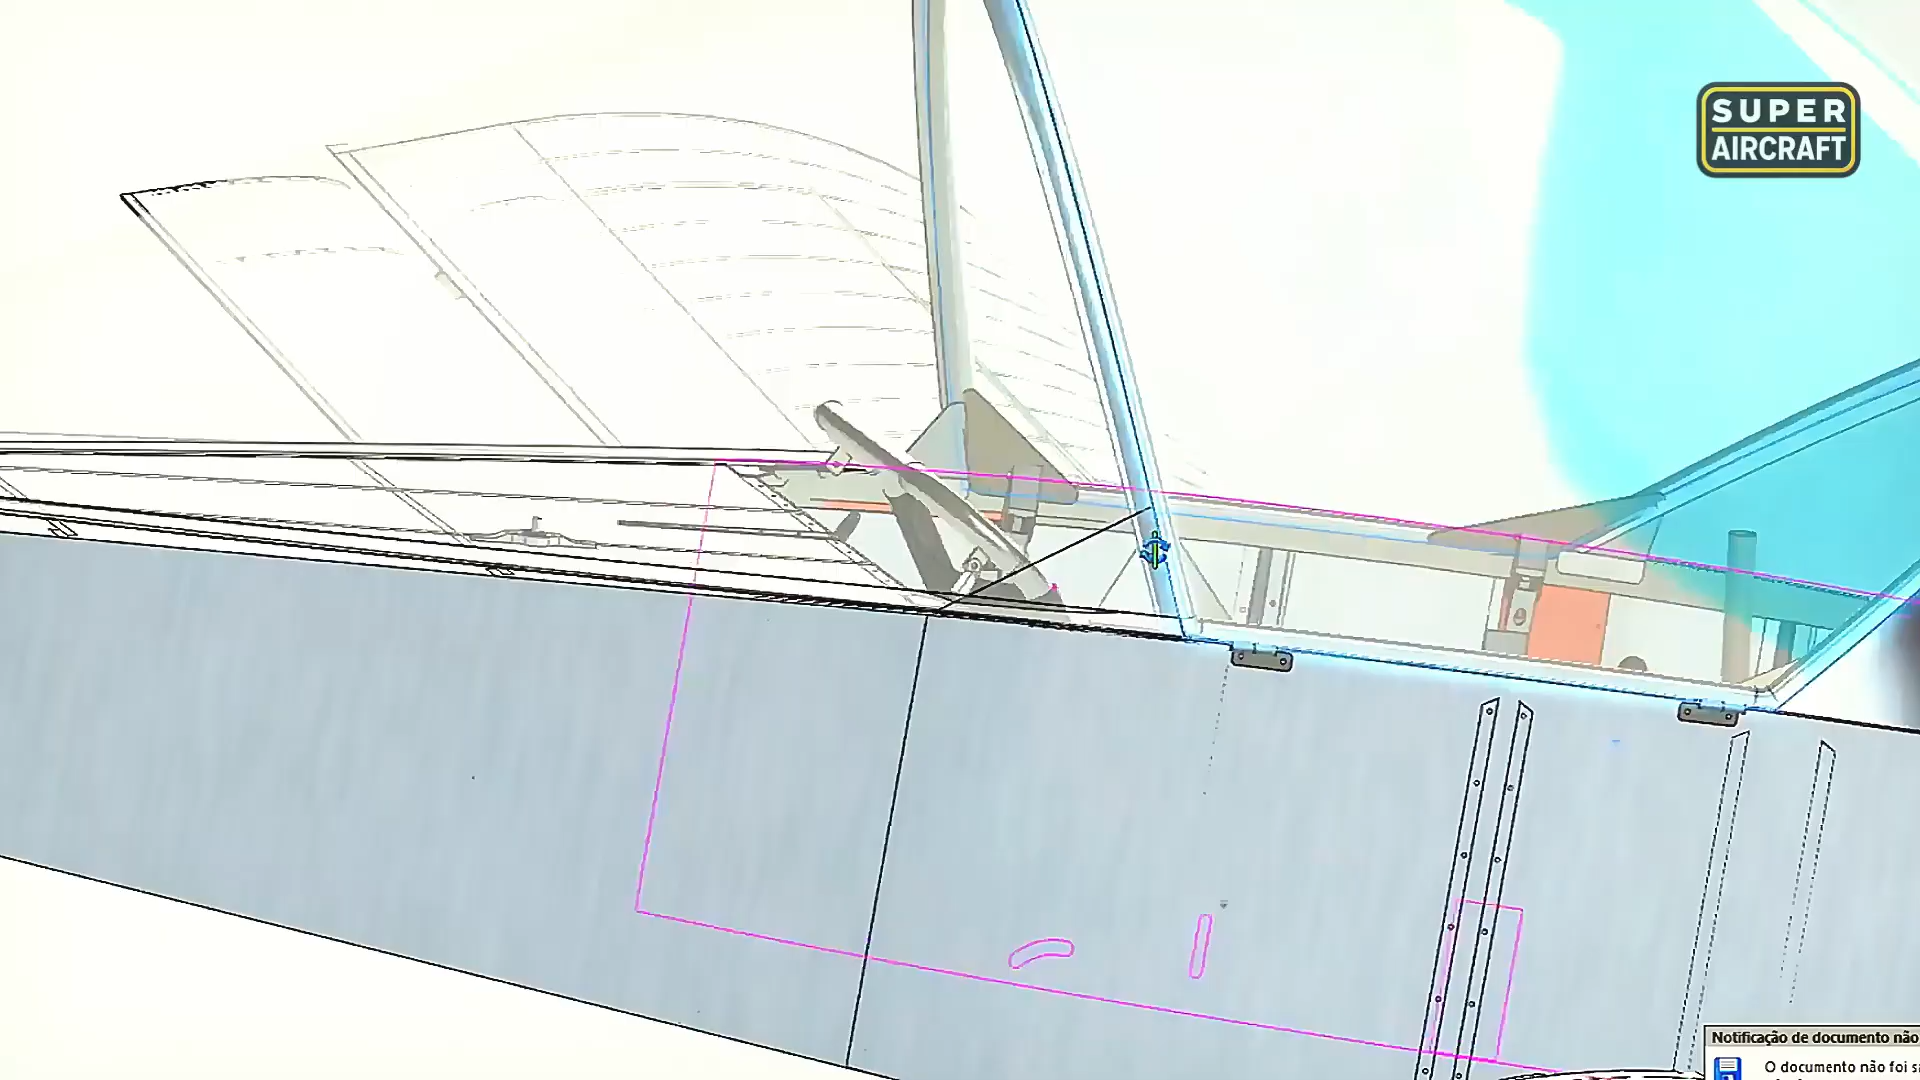 SUPER
AIRCRAFT
Notificação de documento não
O documento não foi